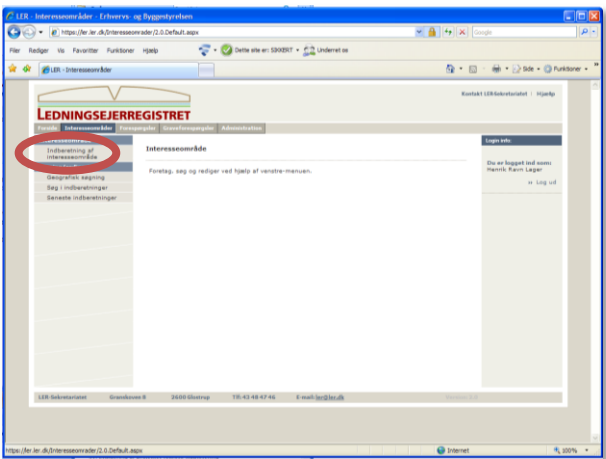 LER - Interesseområder - Erhvervs- og Byggestyrelsen
https://ler.ler.dk/Interesseomrader/2.0.Default.aspx
Google
Filer Rediger Vis Favoritter Funktioner Hjælp
Dette site er: SIKKERT
Underret os
LER - Interesseområder
Side Funktioner
Kontakt LER-Sekretariatet Hjælp
LEDNINGSEJERREGISTRET
Forside Interesseområder Forespørgsler Graveforespørgsler Administration
Interesseområde
Indberetning af
interesseområde
Geografisk søgning
Søg i indberetninger
Seneste indberetninger
Interesseområde
Foretag, søg og rediger ved hjælp af venstre-menuen.
Login info:
Du er logget ind som:
Henrik Ravn Lager
Log ud
LER-Sekretariatet Grandsoven 8 2600 Glostrup Tlf: 43 48 47 46 E-mail: ler@ler.dk
https://ler.ler.dk/Interesseomrader/2.0.Default.aspx
Internet
100%